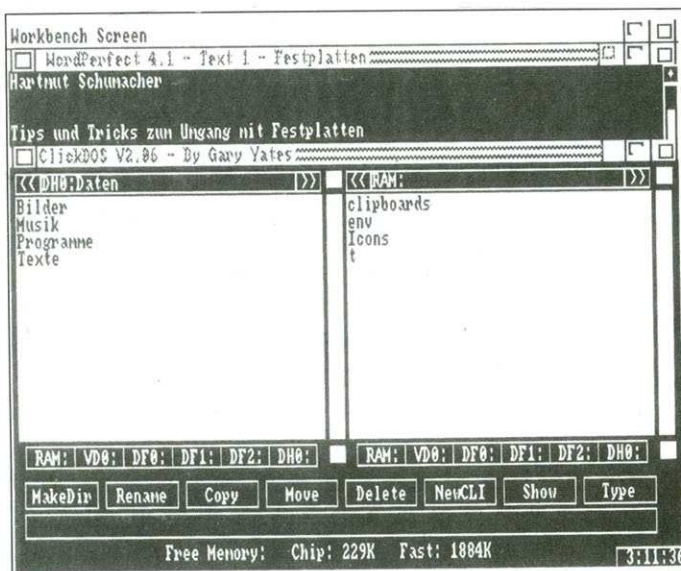 Workbench Screen
WordPerfect 4.1 - Text 1 - Festplatten
Hartmut Schumacher
Tips und Tricks zum Umgang mit Festplatten
ClickDOS V2.06 - By Gary Yates
<< DH0:Daten >>
<< RAM: >>
Bilder
Musik
Programme
Texte
clipboards
env
Icons
t
RAM: VD0: DF0: DF1: DF2: DH0:
RAM: VD0: DF0: DF1: DF2: DH0:
MakeDir Rename Copy Move Delete NewCLI Show Type
Free Memory: Chip: 229K Fast: 1884K
3:11:36